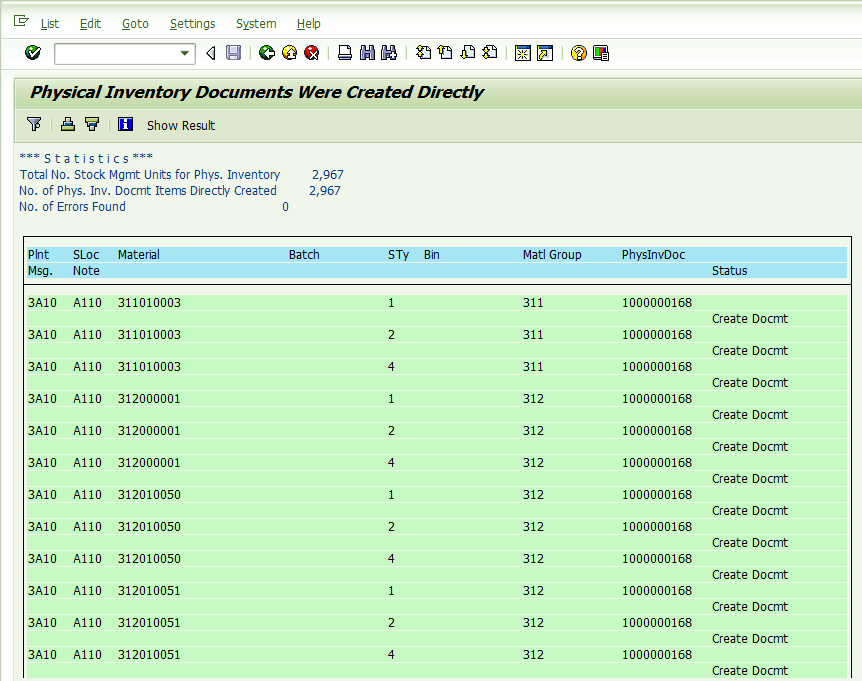 List Edit Goto Settings System Help
Physical Inventory Documents Were Created Directly
Show Result
*** S t a t i s t i c s ***
Total No. Stock Mgmt Units for Phys. Inventory 2,967
No. of Phys. Inv. Docmt Items Directly Created 2,967
No. of Errors Found 0
Plnt SLoc Material Batch STy Bin Matl Group PhysInvDoc
Msg. Note Status
3A10 A110 311010003 1 311 1000000168
Create Docmt
3A10 A110 311010003 2 311 1000000168
Create Docmt
3A10 A110 311010003 4 311 1000000168
Create Docmt
3A10 A110 312000001 1 312 1000000168
Create Docmt
3A10 A110 312000001 2 312 1000000168
Create Docmt
3A10 A110 312000001 4 312 1000000168
Create Docmt
3A10 A110 312010050 1 312 1000000168
Create Docmt
3A10 A110 312010050 2 312 1000000168
Create Docmt
3A10 A110 312010050 4 312 1000000168
Create Docmt
3A10 A110 312010051 1 312 1000000168
Create Docmt
3A10 A110 312010051 2 312 1000000168
Create Docmt
3A10 A110 312010051 4 312 1000000168
Create Docmt